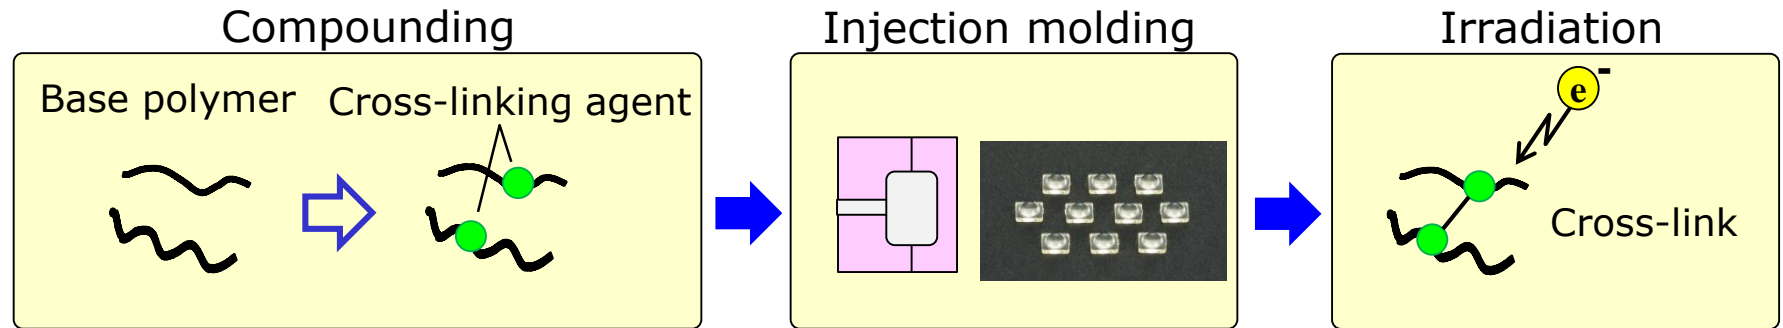 Compounding
Base polymer
Cross-linking agent
Injection molding
Irradiation
e-
Cross-link